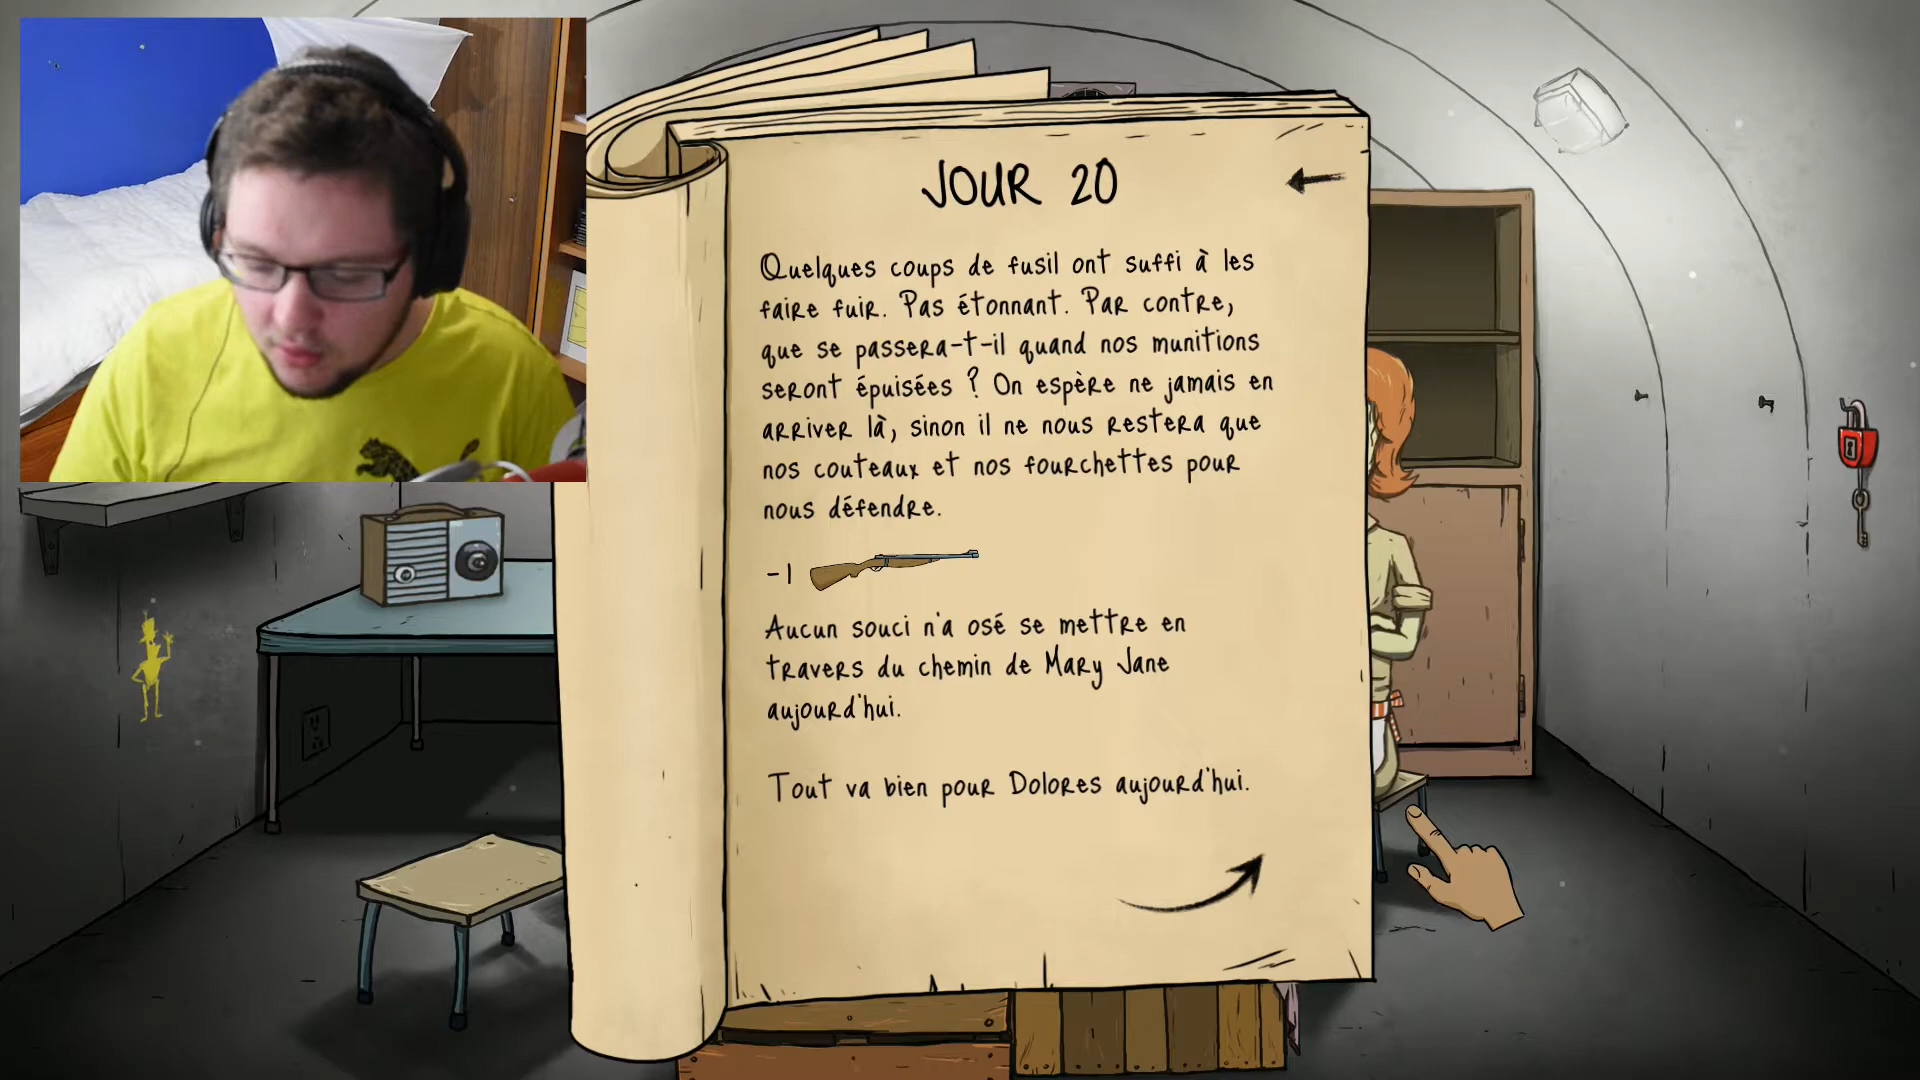 JOUR 20
Quelques coups de fusil ont suffi à les
faire fuir. Pas étonnant. Par contre,
que se passera-t-il quand nos munitions
seront épuisées ? On espère ne jamais en
arriver là, sinon il ne nous restera que
nos couteaux et nos fourchettes pour
nous défendre.
-1
Aucun souci n'a osé se mettre en
travers du chemin de Mary Jane
aujourd'hui.
Tout va bien pour Dolores aujourd'hui.